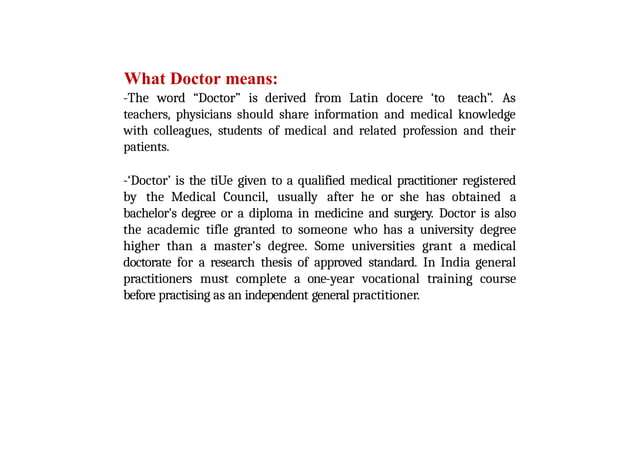 What Doctor means:
-The word “Doctor” is derived from Latin docere ‘to teach”. As
teachers, physicians should share information and medical knowledge
with colleagues, students of medical and related profession and their
patients.
-‘Doctor’ is the tiUe given to a qualified medical practitioner registered
by the Medical Council, usually after he or she has obtained a
bachelor's degree or a diploma in medicine and surgery. Doctor is also
the academic tifle granted to someone who has a university degree
higher than a master's degree. Some universities grant a medical
doctorate for a research thesis of approved standard. In India general
practitioners must complete a one-year vocational training course
before practising as an independent general practitioner.